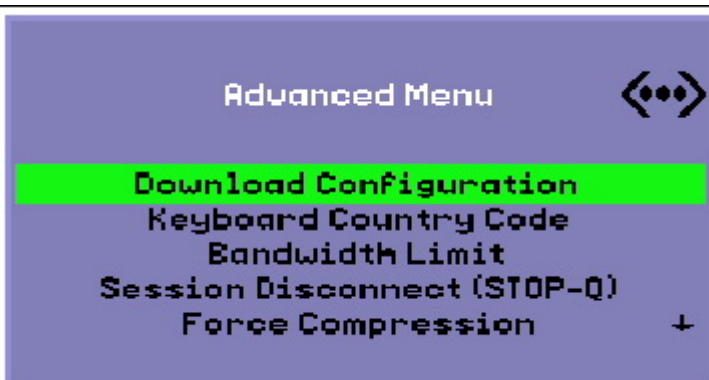 Advanced Menu
Download Configuration
Keyboard Country Code
Bandwidth Limit
Session Disconnect (STOP-Q)
Force Compression